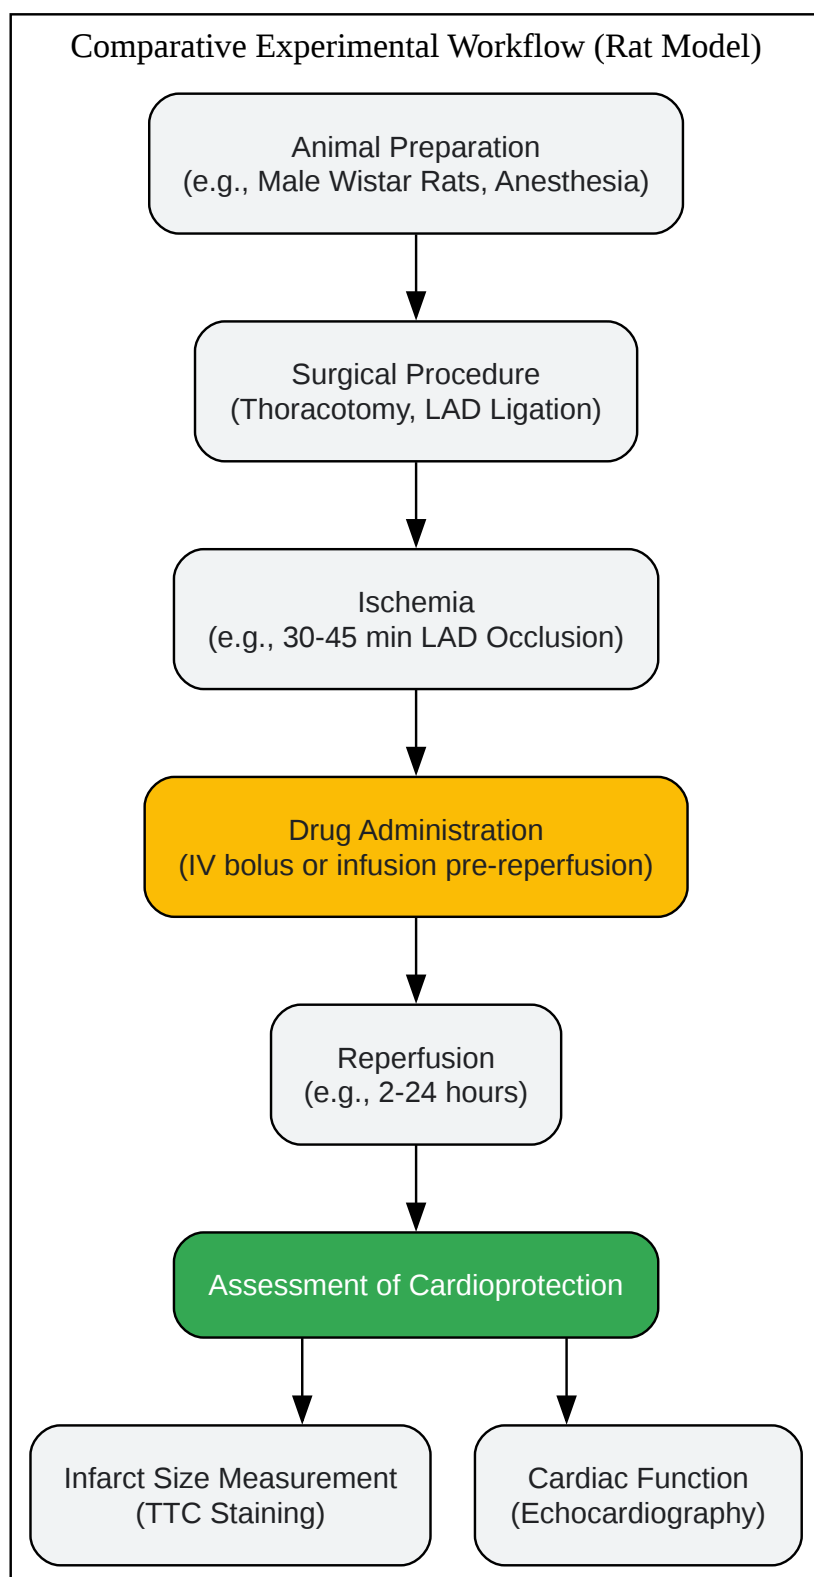 Comparative Experimental Workflow (Rat Model)
Animal Preparation
(e.g., Male Wistar Rats, Anesthesia)
Surgical Procedure
(Thoracotomy, LAD Ligation)
Ischemia
(e.g., 30-45 min LAD Occlusion)
Drug Administration
(IV bolus or infusion pre-reperfusion)
Reperfusion
(e.g., 2-24 hours)
Assessment of Cardioprotection
Infarct Size Measurement
(TTC Staining)
Cardiac Function
(Echocardiography)